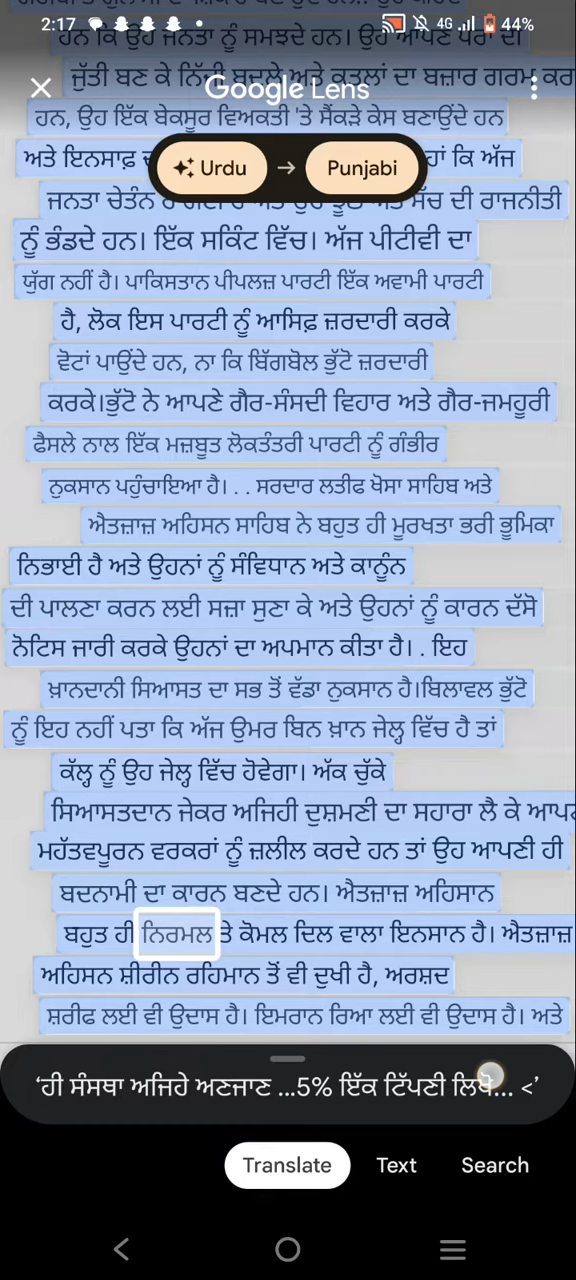 2:17 4G 44%
ਹਨ ਕਿ ਉਹ ਜਨਤਾ ਨੂੰ ਸਮਝਦੇ ਹਨ। ਉਹ ਆਪਣੇ ਧੜਾ ਦੀ
Google Lens
ਜੁੱਤੀ ਬਣ ਕੇ ਨਿੱਜੀ ਬਦਲੇ ਅਤੇ ਕਤਲਾਂ ਦਾ ਬਜ਼ਾਰ ਗਰਮ ਕਰ
ਹਨ, ਉਹ ਇੱਕ ਬੇਕਸੂਰ ਵਿਅਕਤੀ 'ਤੇ ਸੈਂਕੜੇ ਕੇਸ ਬਣਾਉਂਦੇ ਹਨ
ਅਤੇ ਇਨਸਾਫ਼ ਹਾਂ ਕਿ ਅੱਜ
Urdu → Punjabi
ਜਨਤਾ ਚੇਤੰਨ ਸੱਚ ਦੀ ਰਾਜਨੀਤੀ
ਨੂੰ ਭੰਡਦੇ ਹਨ। ਇੱਕ ਸਕਿੰਟ ਵਿੱਚ। ਅੱਜ ਪੀਟੀਵੀ ਦਾ
ਯੁੱਗ ਨਹੀਂ ਹੈ। ਪਾਕਿਸਤਾਨ ਪੀਪਲਜ਼ ਪਾਰਟੀ ਇੱਕ ਅਵਾਮੀ ਪਾਰਟੀ
ਹੈ, ਲੋਕ ਇਸ ਪਾਰਟੀ ਨੂੰ ਆਸਿਫ਼ ਜ਼ਰਦਾਰੀ ਕਰਕੇ
ਵੋਟਾਂ ਪਾਉਂਦੇ ਹਨ, ਨਾ ਕਿ ਬਿੱਗਬੋਲ ਭੁੱਟੋ ਜ਼ਰਦਾਰੀ
ਕਰਕੇ।ਭੁੱਟੋ ਨੇ ਆਪਣੇ ਗੈਰ-ਸੰਸਦੀ ਵਿਹਾਰ ਅਤੇ ਗੈਰ-ਜਮਹੂਰੀ
ਫੈਸਲੇ ਨਾਲ ਇੱਕ ਮਜ਼ਬੂਤ ਲੋਕਤੰਤਰੀ ਪਾਰਟੀ ਨੂੰ ਗੰਭੀਰ
ਨੁਕਸਾਨ ਪਹੁੰਚਾਇਆ ਹੈ। . . ਸਰਦਾਰ ਲਤੀਫ ਖੋਸਾ ਸਾਹਿਬ ਅਤੇ
ਐਤਜ਼ਾਜ਼ ਅਹਿਸਨ ਸਾਹਿਬ ਨੇ ਬਹੁਤ ਹੀ ਮੂਰਖਤਾ ਭਰੀ ਭੂਮਿਕਾ
ਨਿਭਾਈ ਹੈ ਅਤੇ ਉਹਨਾਂ ਨੂੰ ਸੰਵਿਧਾਨ ਅਤੇ ਕਾਨੂੰਨ
ਦੀ ਪਾਲਣਾ ਕਰਨ ਲਈ ਸਜ਼ਾ ਸੁਣਾ ਕੇ ਅਤੇ ਉਹਨਾਂ ਨੂੰ ਕਾਰਨ ਦੱਸੋ
ਨੋਟਿਸ ਜਾਰੀ ਕਰਕੇ ਉਹਨਾਂ ਦਾ ਅਪਮਾਨ ਕੀਤਾ ਹੈ। . ਇਹ
ਖ਼ਾਨਦਾਨੀ ਸਿਆਸਤ ਦਾ ਸਭ ਤੋਂ ਵੱਡਾ ਨੁਕਸਾਨ ਹੈ।ਬਿਲਾਵਲ ਭੁੱਟੋ
ਨੂੰ ਇਹ ਨਹੀਂ ਪਤਾ ਕਿ ਅੱਜ ਉਮਰ ਬਿਨ ਖ਼ਾਨ ਜੇਲ੍ਹ ਵਿੱਚ ਹੈ ਤਾਂ
ਕੱਲ੍ਹ ਨੂੰ ਉਹ ਜੇਲ੍ਹ ਵਿੱਚ ਹੋਵੇਗਾ। ਅੱਕ ਚੁੱਕੇ
ਸਿਆਸਤਦਾਨ ਜੇਕਰ ਅਜਿਹੀ ਦੁਸ਼ਮਣੀ ਦਾ ਸਹਾਰਾ ਲੈ ਕੇ ਆਪਣ
ਮਹੱਤਵਪੂਰਨ ਵਰਕਰਾਂ ਨੂੰ ਜ਼ਲੀਲ ਕਰਦੇ ਹਨ ਤਾਂ ਉਹ ਆਪਣੀ ਹੀ
ਬਦਨਾਮੀ ਦਾ ਕਾਰਨ ਬਣਦੇ ਹਨ। ਐਤਜ਼ਾਜ਼ ਅਹਿਸਾਨ
ਬਹੁਤ ਹੀ ਨਿਰਮਲ ਤੇ ਕੋਮਲ ਦਿਲ ਵਾਲਾ ਇਨਸਾਨ ਹੈ। ਐਤਜ਼ਾਜ਼
ਅਹਿਸਨ ਸ਼ੀਰੀਨ ਰਹਿਮਾਨ ਤੋਂ ਵੀ ਦੁਖੀ ਹੈ, ਅਰਸ਼ਦ
ਸ਼ਰੀਫ ਲਈ ਵੀ ਉਦਾਸ ਹੈ। ਇਮਰਾਨ ਰਿਆ ਲਈ ਵੀ ਉਦਾਸ ਹੈ। ਅਤੇ
'ਹੀ ਸੰਸਥਾ ਅਜਿਹੇ ਅਣਜਾਣ ...5% ਇੱਕ ਟਿੱਪਣੀ ਲਿਖੋ... <'
Translate Text Search